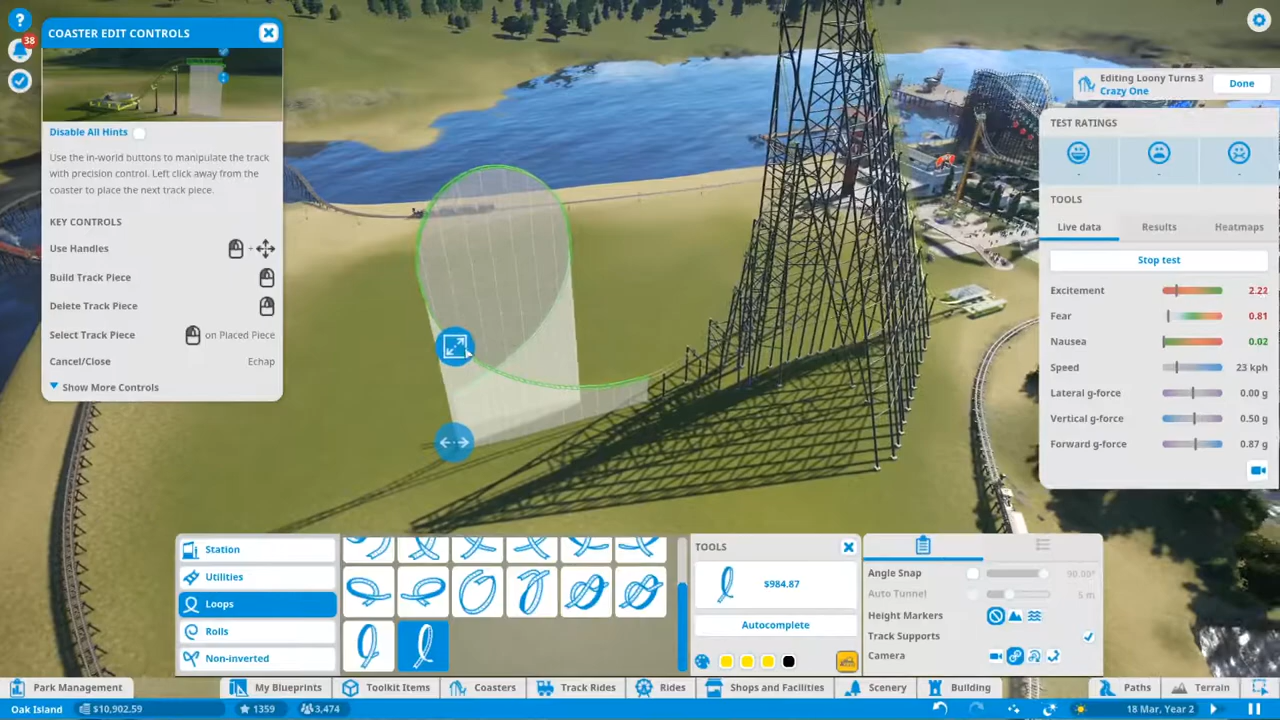 ?
38
COASTER EDIT CONTROLS
Disable All Hints
Use the in-world buttons to manipulate the track
with precision control. Left click away from the
coaster to place the next track piece.
KEY CONTROLS
Use Handles
+
Build Track Piece
Delete Track Piece
Select Track Piece
on Placed Piece
Cancel/Close
Echap
Show More Controls
Editing Loony Turns 3
Crazy One
Done
TEST RATINGS
- - -
TOOLS
Live data
Results
Heatmaps
Stop test
Excitement
2.22
Fear
0.81
Nausea
0.02
Speed
23 kph
Lateral g-force
0.00 g
Vertical g-force
0.50 g
Forward g-force
0.87 g
Station
Utilities
Loops
Rolls
Non-inverted
TOOLS
$984.87
Autocomplete
Angle Snap
90.00°
Auto Tunnel
5 m
Height Markers
Track Supports
Camera
Park Management
My Blueprints
Toolkit Items
Coasters
Track Rides
Rides
Shops and Facilities
Scenery
Building
Paths
Terrain
Oak Island
$10,902.59
1359
3,474
18 Mar, Year 2